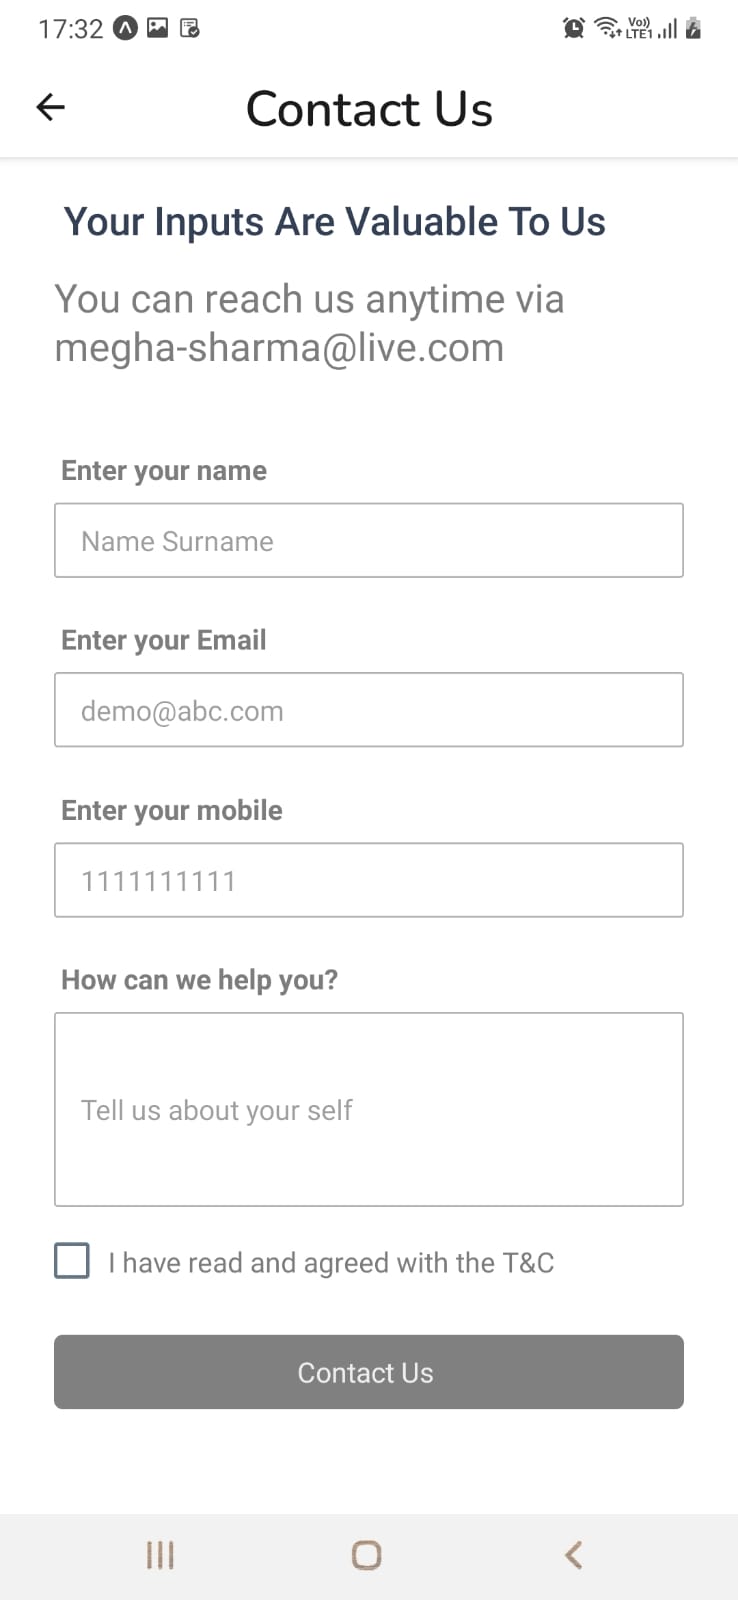 17:32
Vo))
LTE1
Contact Us
Your Inputs Are Valuable To Us
You can reach us anytime via
megha-sharma@live.com
Enter your name
Name Surname
Enter your Email
demo@abc.com
Enter your mobile
1111111111
How can we help you?
Tell us about your self
I have read and agreed with the T&C
Contact Us